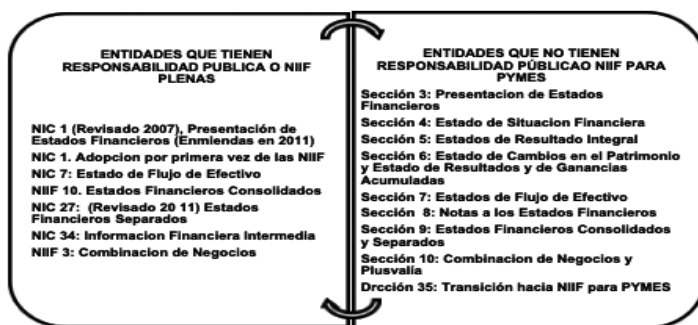 ENTIDADES QUE TIENEN
RESPONSABILIDAD PUBLICA O NIIF
PLENAS
NIC 1 (Revisado 2007), Presentación de
Estados Financieros (Enmiendas en 2011)
NIC 1. Adopcion por primera vez de las NIIF
NIC 7: Estado de Flujo de Efectivo
NIIF 10. Estados Financieros Consolidados
NIC 27: (Revisado 20 11) Estados
Financieros Separados
NIC 34: Informacion Financiera Intermedia
NIIF 3: Combinacion de Negocios
ENTIDADES QUE NO TIENEN
RESPONSABILIDAD PÚBLICAO NIIF PARA
PYMES
Sección 3: Presentacion de Estados
Financieros
Sección 4: Estado de Situacion Financiera
Sección 5: Estados de Resultado Integral
Sección 6: Estado de Cambios en el Patrimonio
y Estado de Resultados y de Ganancias
Acumuladas
Sección 7: Estados de Flujo de Efectivo
Sección 8: Notas a los Estados Financieros
Sección 9: Estados Financieros Consolidados
y Separados
Sección 10: Combinacion de Negocios y
Plusvalía
Drcción 35: Transición hacia NIIF para PYMES